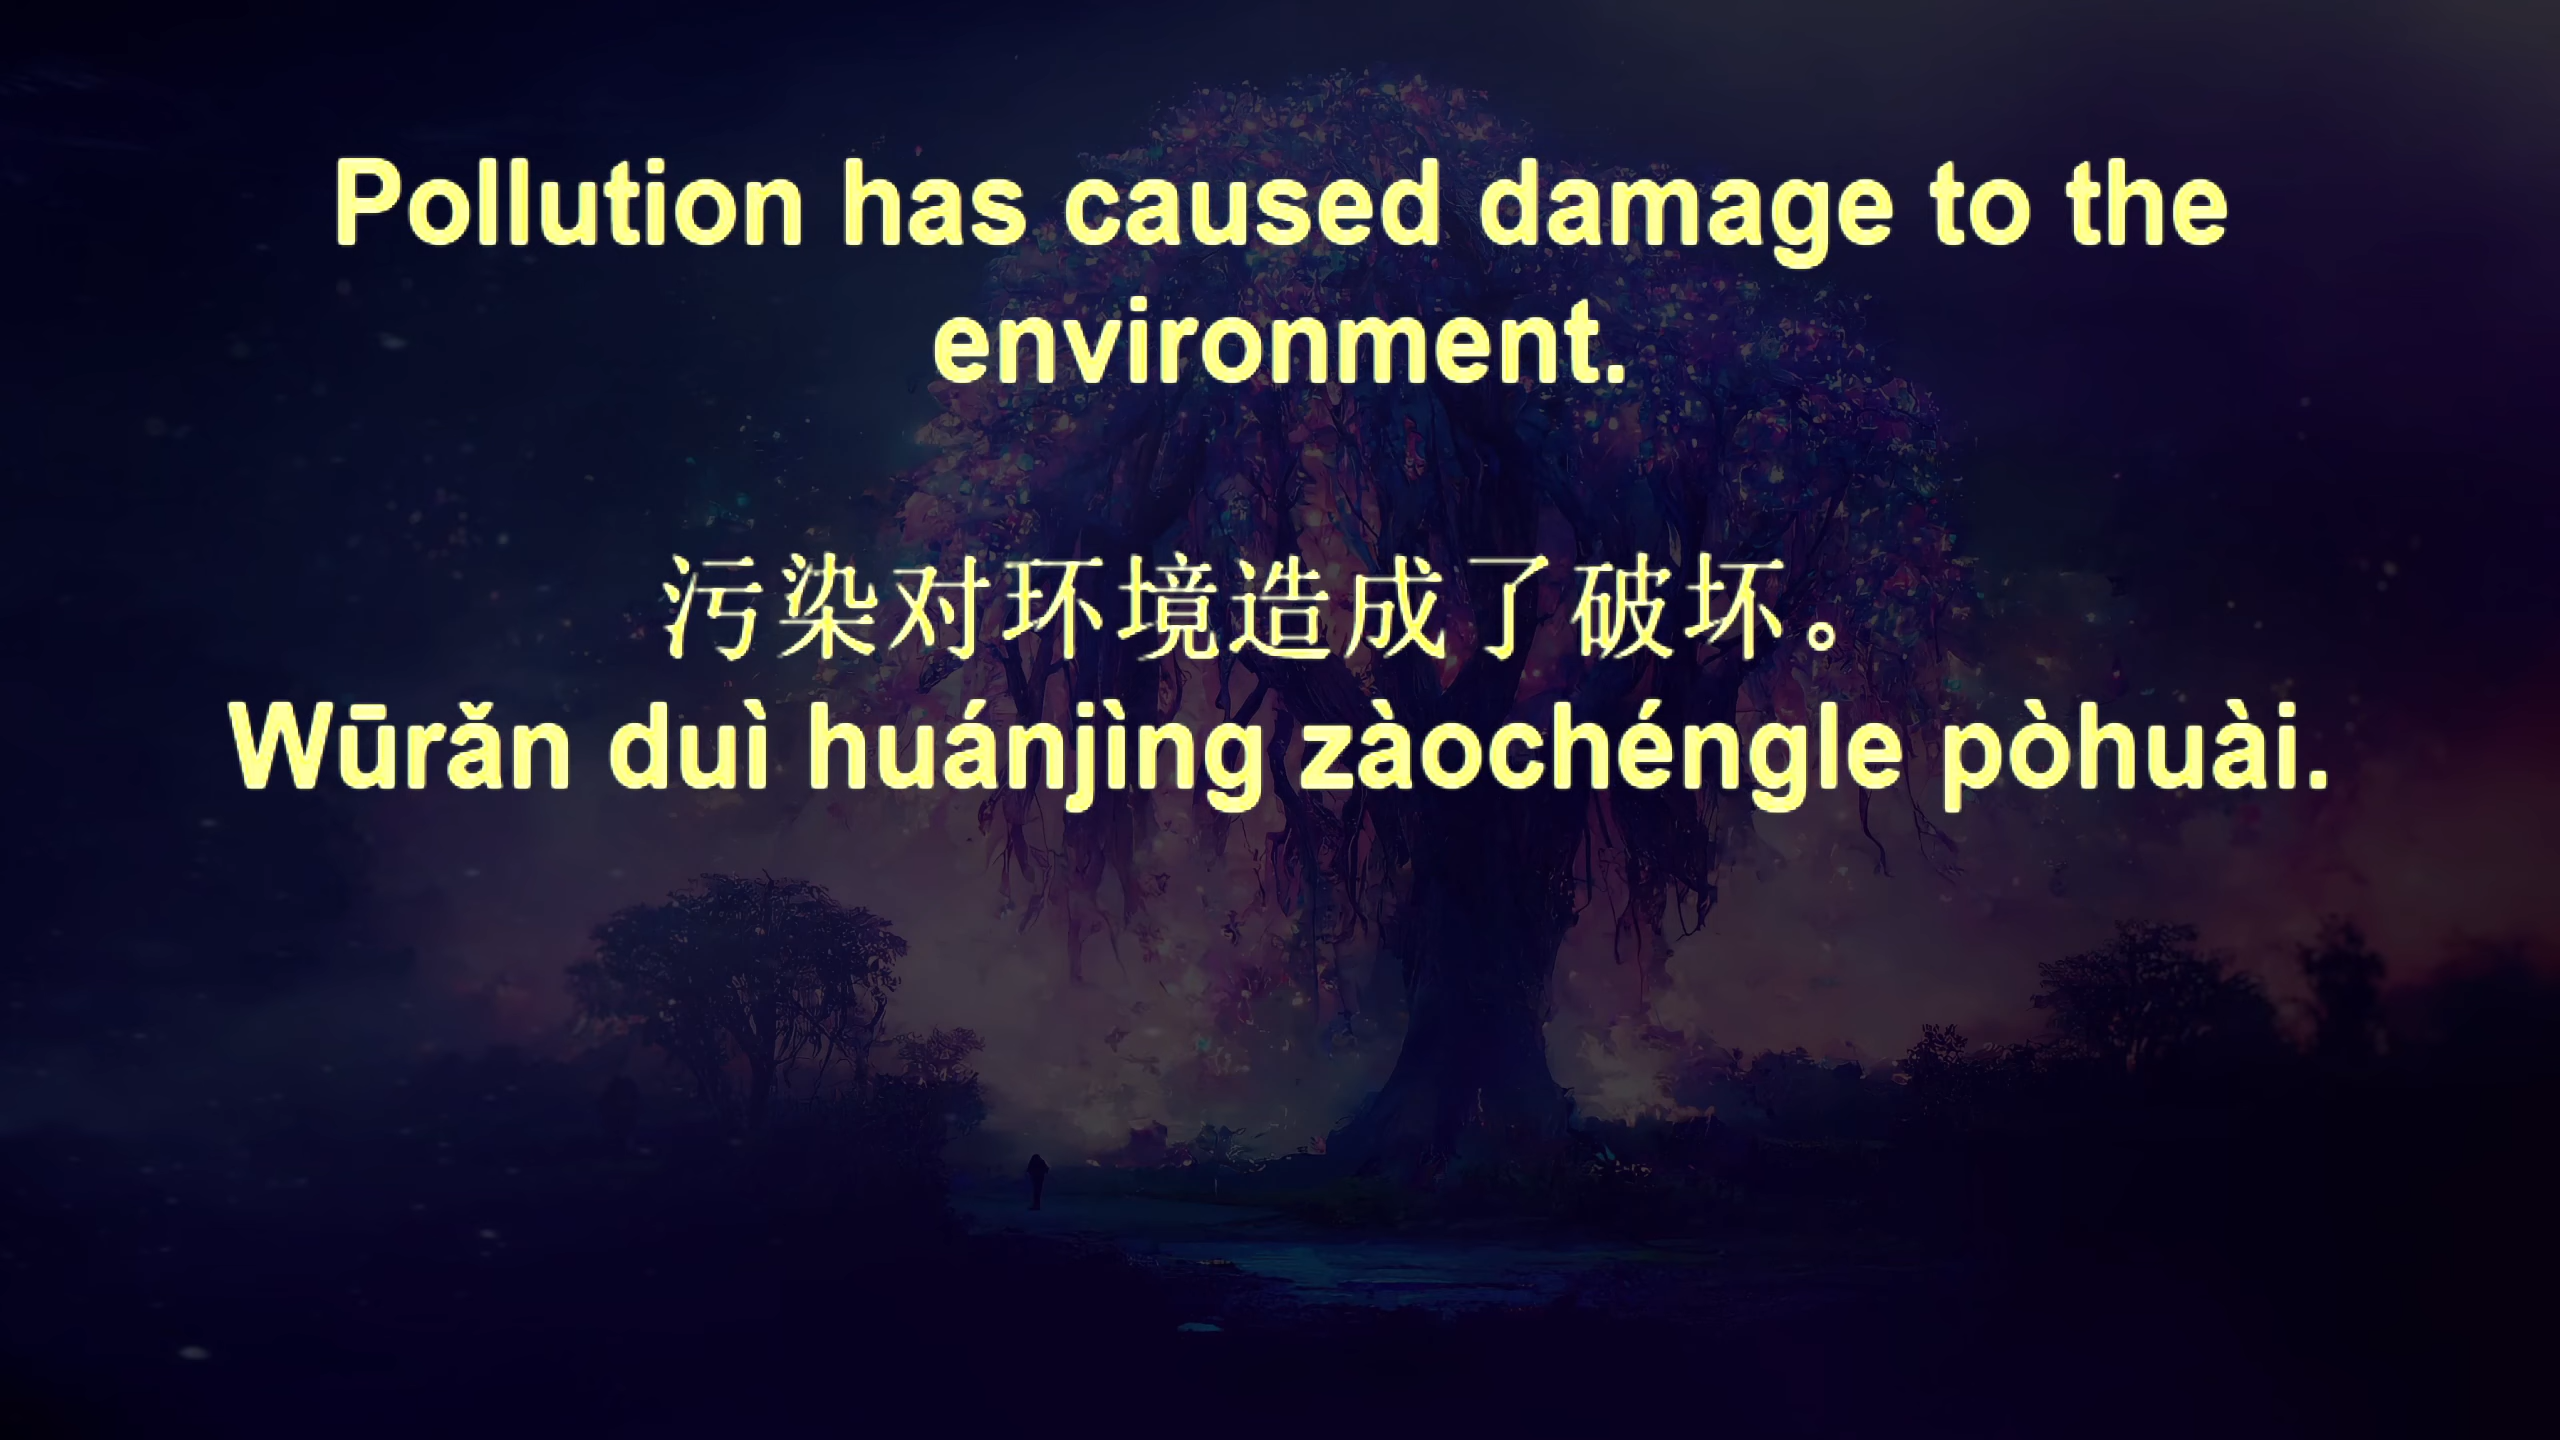 Pollution has caused damage to the
environment.
污染对环境造成了破坏。
Wūrǎn duì huánjìng zàochéngle pòhuài.